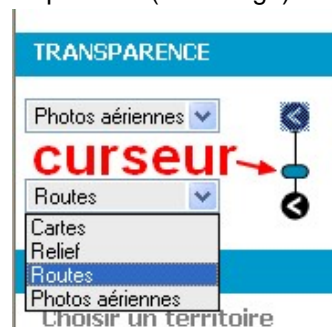 TRANSPARENCE
Photos aériennes
curseur
Routes
Cartes
Relief
Routes
Photos aériennes
Choisir un territoire